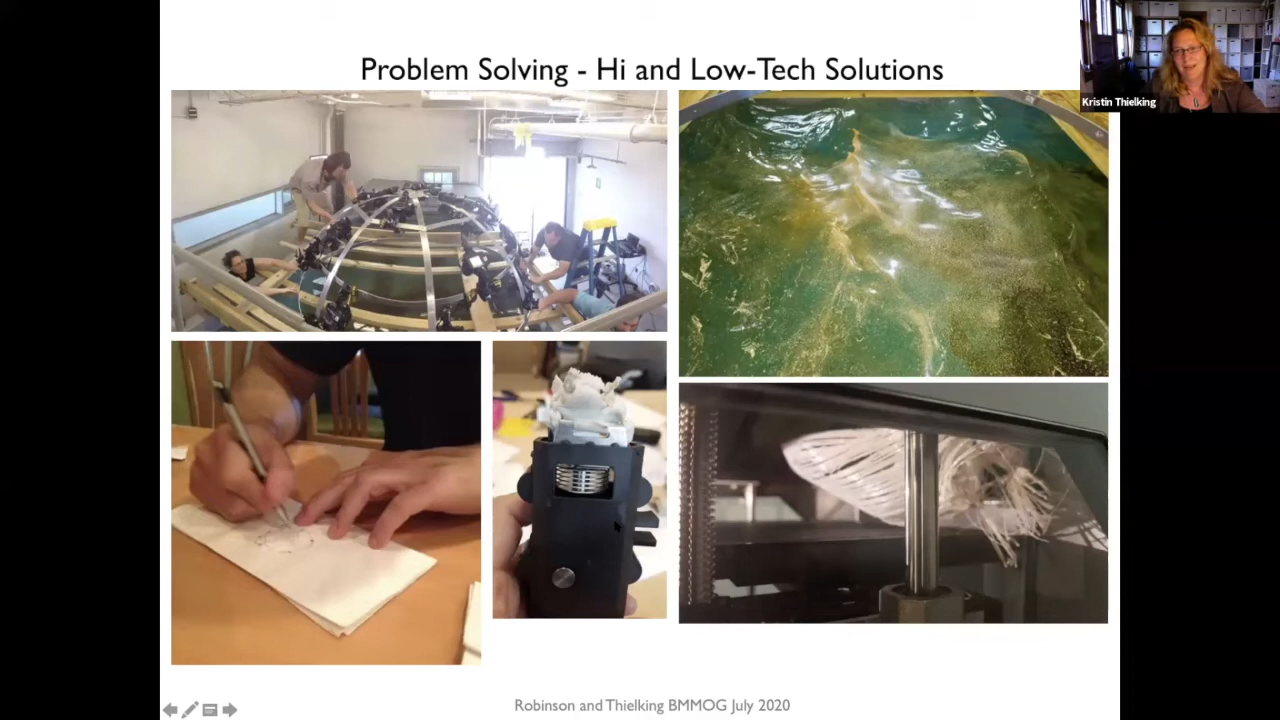 Problem Solving - Hi and Low-Tech Solutions
Kristin Thielking
Robinson and Thielking BMMOG July 2020